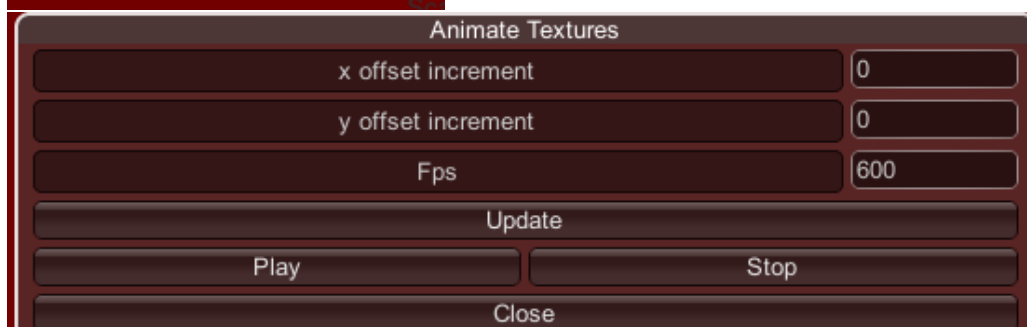 Animate Textures
x offset increment 0
y offset increment 0
Fps 600
Update
Play Stop
Close